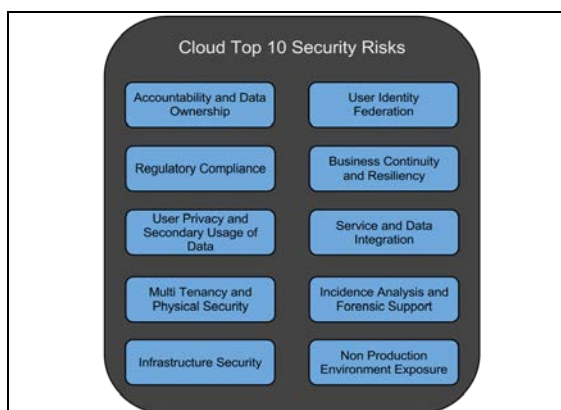 Cloud Top 10 Security Risks
Accountability and Data
Ownership
User Identity
Federation
Regulatory Compliance
Business Continuity
and Resiliency
User Privacy and
Secondary Usage of
Data
Service and Data
Integration
Multi Tenancy and
Physical Security
Incidence Analysis and
Forensic Support
Infrastructure Security
Non Production
Environment Exposure